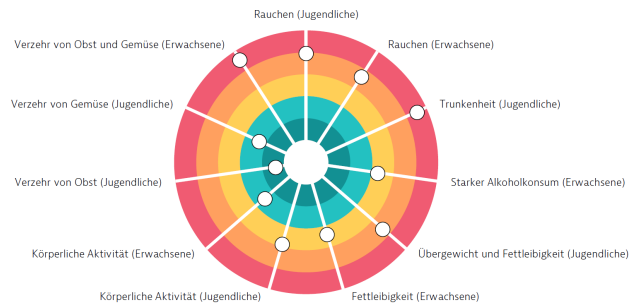 Rauchen (Jugendliche)
Verzehr von Obst und Gemüse (Erwachsene)
Rauchen (Erwachsene)
Verzehr von Gemüse (Jugendliche)
Trunkenheit (Jugendliche)
Verzehr von Obst (Jugendliche)
Starker Alkoholkonsum (Erwachsene)
Körperliche Aktivität (Erwachsene)
Übergewicht und Fettleibigkeit (Jugendliche)
Körperliche Aktivität (Jugendliche)
Fettleibigkeit (Erwachsene)